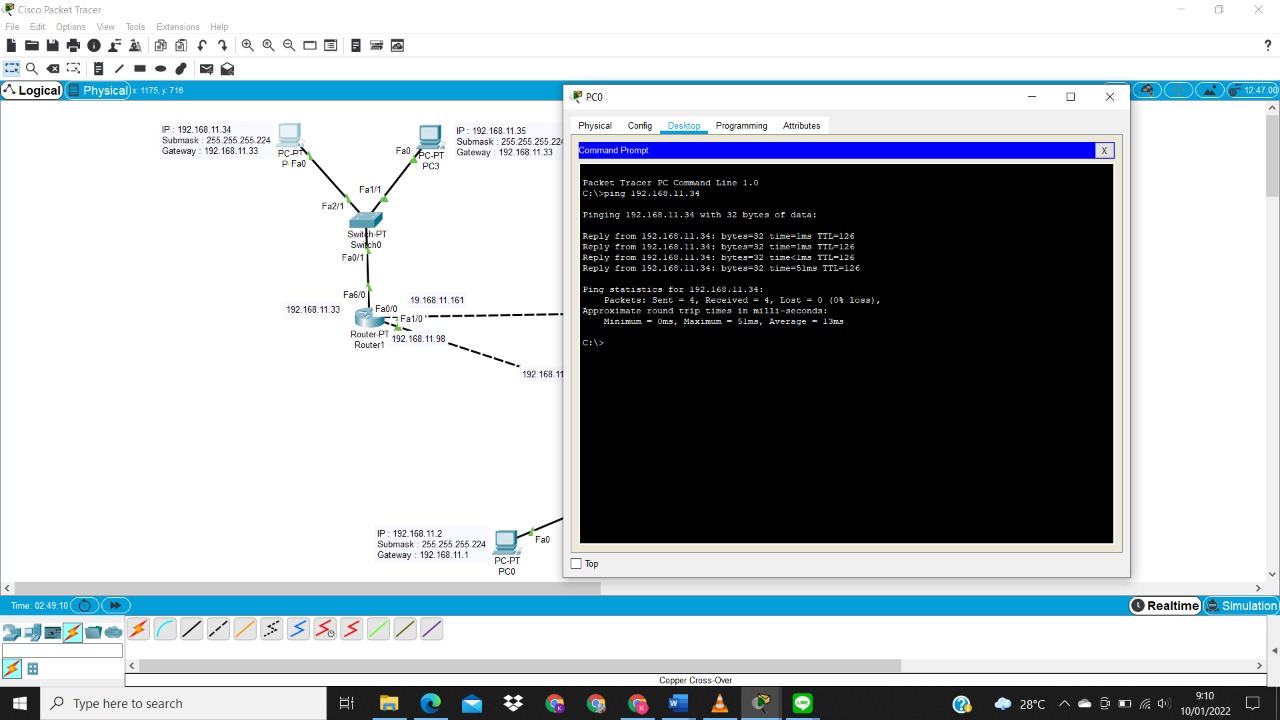 Cisco Packet Tracer
File Edit Options View Tools Extensions Help
?
Logical Physical x: 1175, y: 716
12:47:00
IP : 192.168.11.34
Submask : 255.255.255.224
Gateway : 192.168.11.33
PC-PT
P Fa0
IP : 192.168.11.35
Submask : 255.255.255.224
Gateway : 192.168.11.33
Fa0
PC-PT
PC3
Fa1/1
Fa2/1
Switch-PT
Switch0
Fa0/1
Fa6/0
192.168.11.33
Fa0/0
19.168.11.161
Fa1/0
Router-PT
Router1
192.168.11.98
192.168.11
IP : 192.168.11.2
Submask : 255.255.255.224
Gateway : 192.168.11.1
Fa0
PC-PT
PC0
PC0
Physical Config Desktop Programming Attributes
Command Prompt
X
Packet Tracer PC Command Line 1.0
C:\>ping 192.168.11.34
Pinging 192.168.11.34 with 32 bytes of data:
Reply from 192.168.11.34: bytes=32 time=1ms TTL=126
Reply from 192.168.11.34: bytes=32 time=1ms TTL=126
Reply from 192.168.11.34: bytes=32 time<1ms TTL=126
Reply from 192.168.11.34: bytes=32 time=51ms TTL=126
Ping statistics for 192.168.11.34:
Packets: Sent = 4, Received = 4, Lost = 0 (0% loss),
Approximate round trip times in milli-seconds:
Minimum = 0ms, Maximum = 51ms, Average = 13ms
C:\>
Top
Time: 02:49:10
Realtime Simulation
Copper Cross-Over
Type here to search
28°C
9:10
10/01/2022